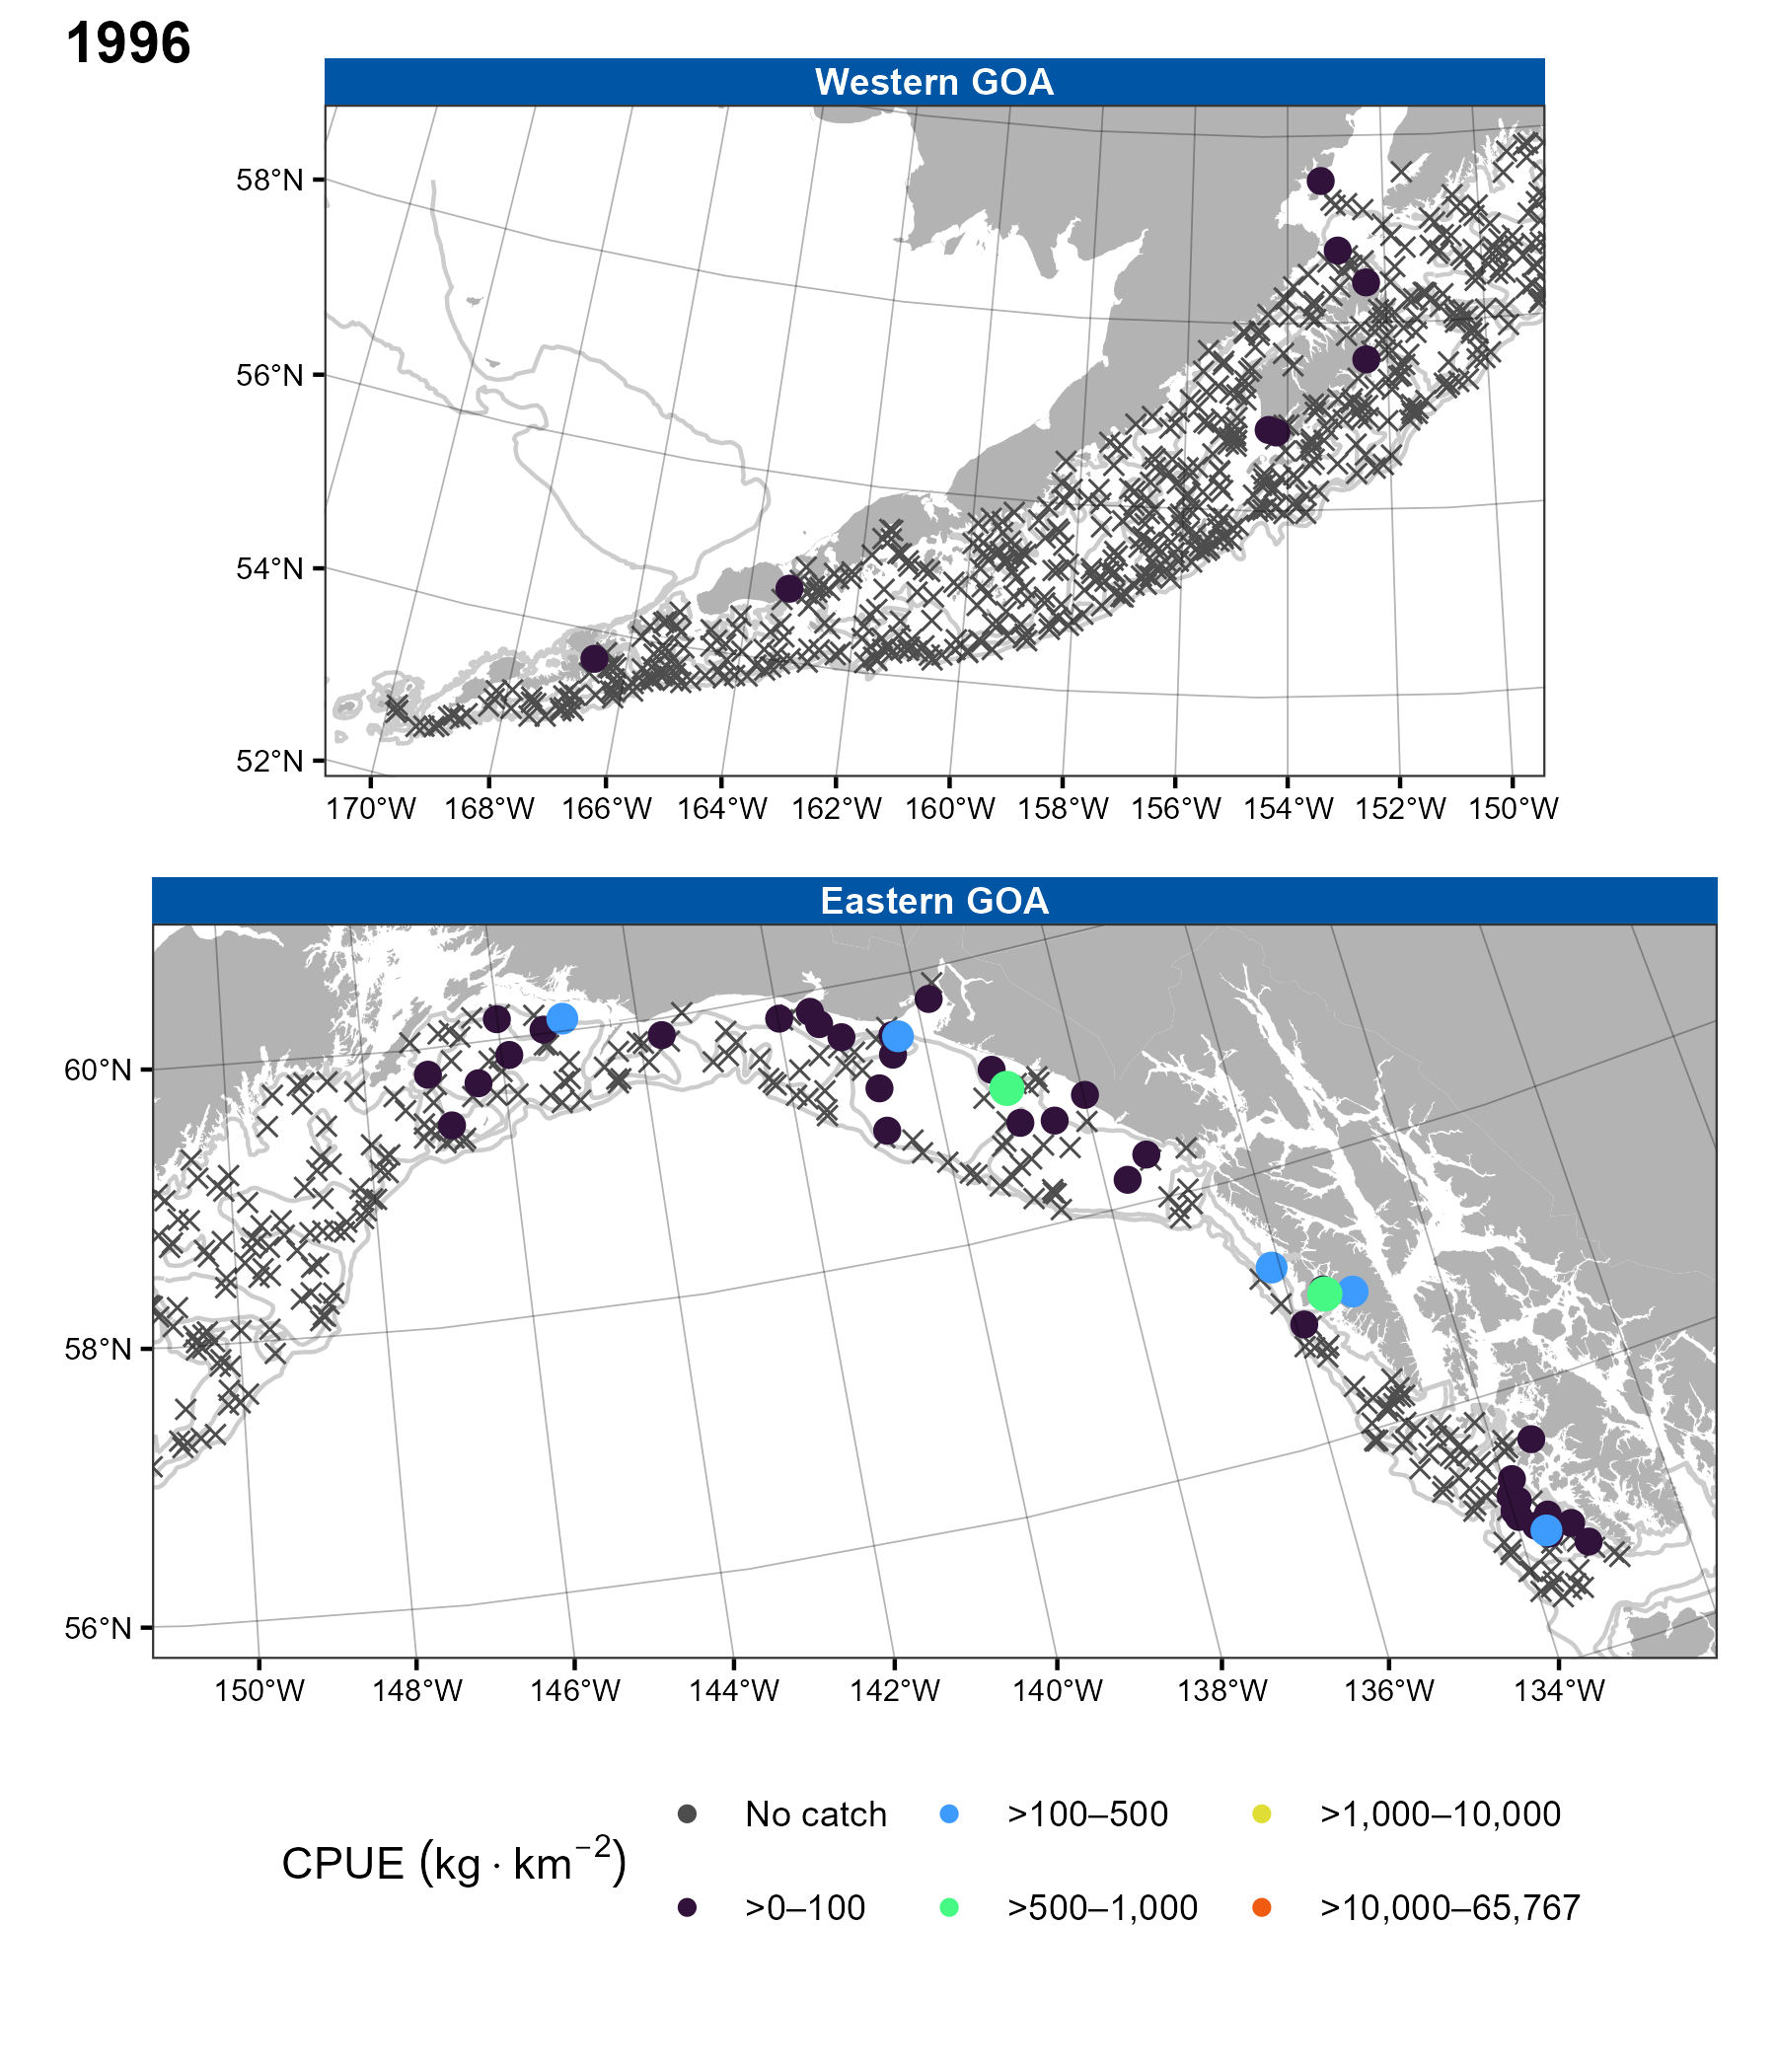 1996
Western GOA
58°N
56°N
54°N
52°N
170°W 168°W 166°W 164°W 162°W 160°W 158°W 156°W 154°W 152°W 150°W
Eastern GOA
60°N
58°N
56°N
150°W 148°W 146°W 144°W 142°W 140°W 138°W 136°W 134°W
CPUE (kg · km⁻²)
No catch >100–500 >1,000–10,000
>0–100 >500–1,000 >10,000–65,767